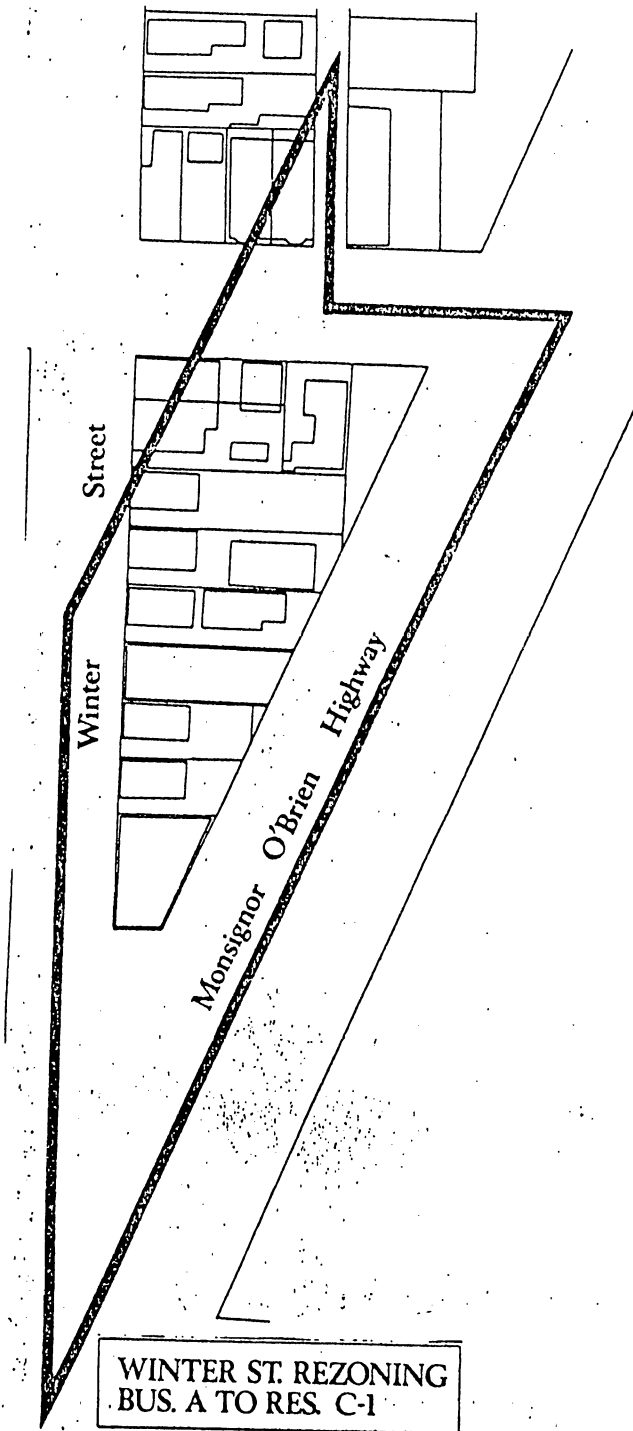 Winter Street
Monsignor O'Brien Highway
WINTER ST. REZONING
BUS. A TO RES. C-1